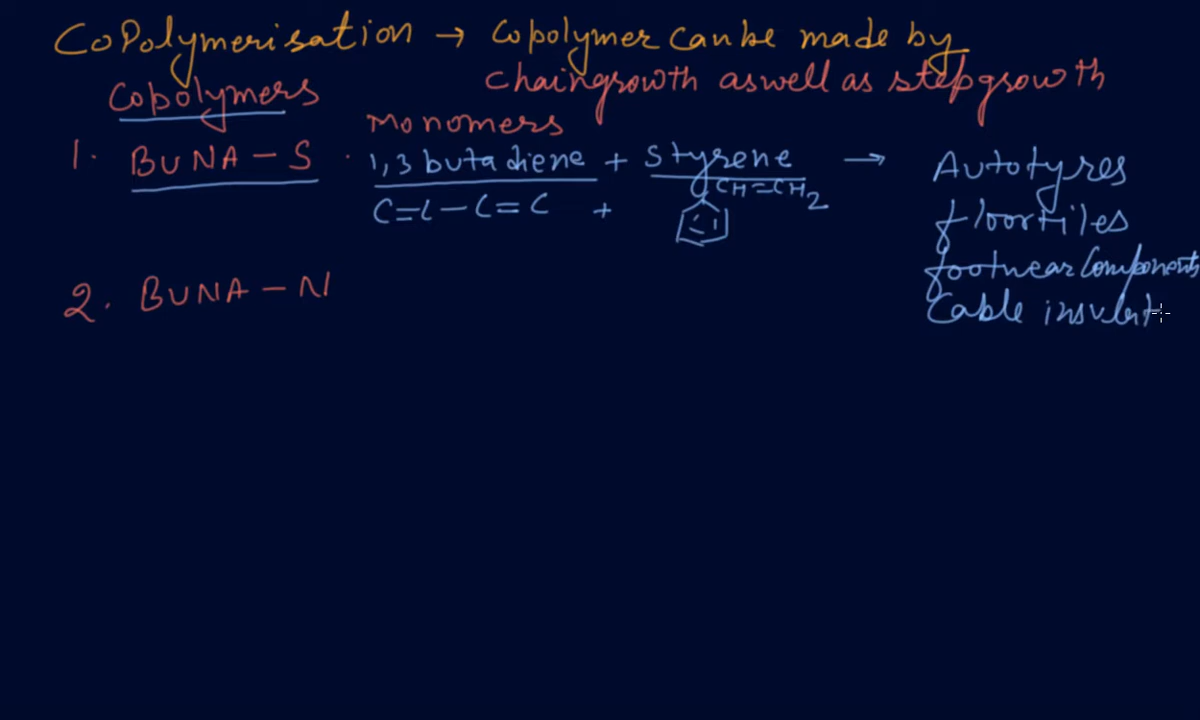 CoPolymerisation → Copolymer can be made by
Chaingrowth aswell as stepgrowth
Copolymers
Monomers
1. BUNA-S . 1,3 butadiene + Styrene → Autotyres
CH=CH2
C=C-C=C +
floortiles
footwear Components
2. BUNA-N
Cable insulat